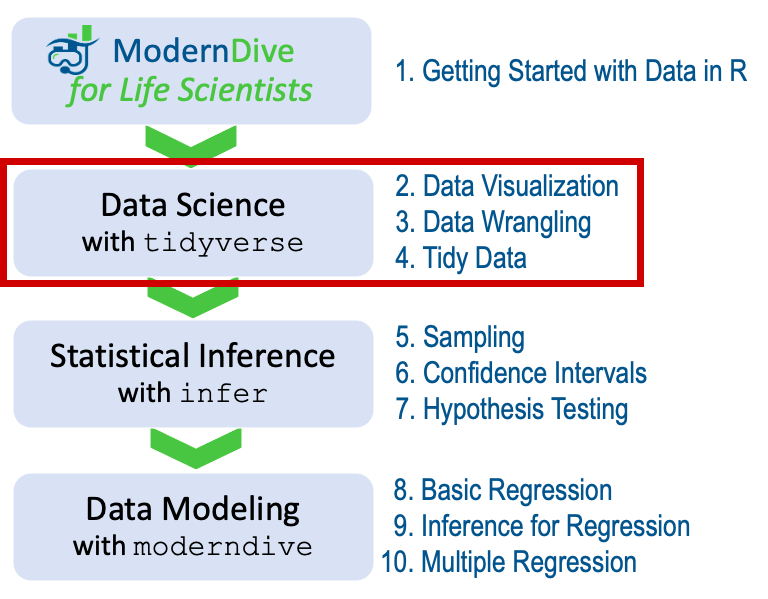 ModernDive
for Life Scientists
1. Getting Started with Data in R
Data Science
with tidyverse
2. Data Visualization
3. Data Wrangling
4. Tidy Data
Statistical Inference
with infer
5. Sampling
6. Confidence Intervals
7. Hypothesis Testing
Data Modeling
with moderndive
8. Basic Regression
9. Inference for Regression
10. Multiple Regression